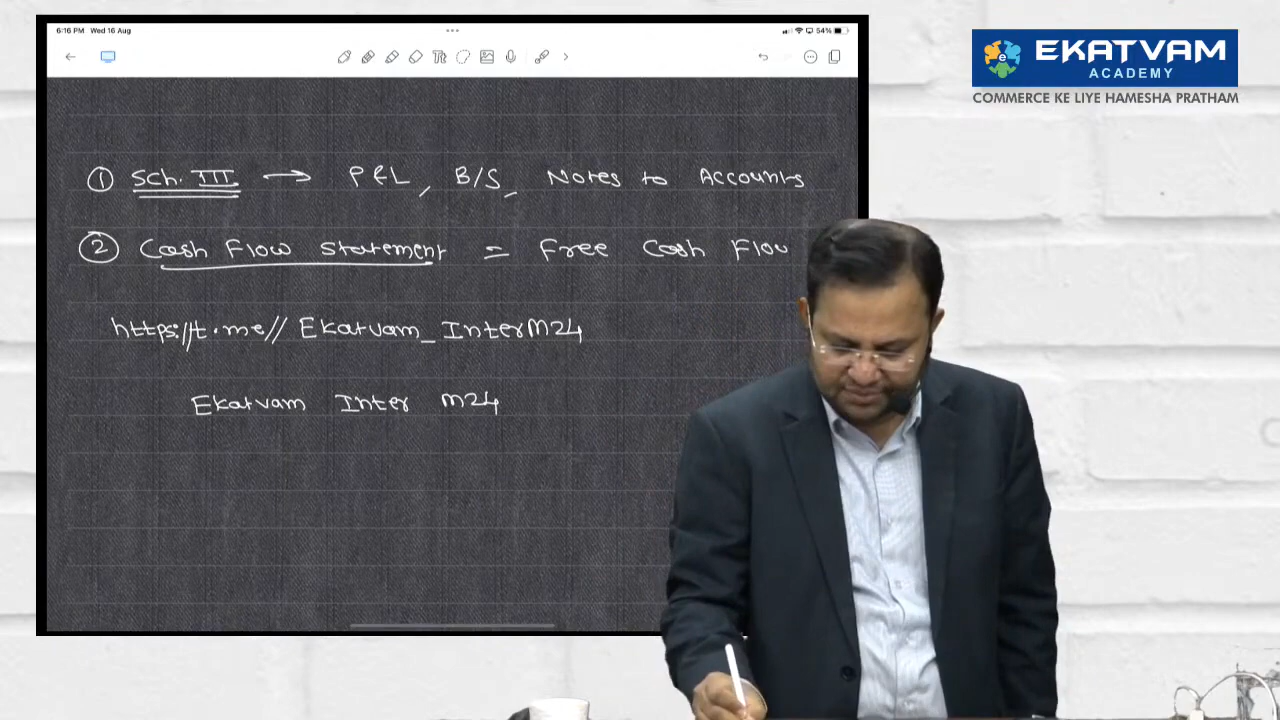 6:16 PM Wed 16 Aug
54%
EKATVAM
ACADEMY
COMMERCE KE LIYE HAMESHA PRATHAM
① Sch. III → P&L, B/S, Notes to Accounts
② Cash Flow Statement = Free Cash Flow
https://t.me// Ekatvam_InterM24
Ekatvam Inter M24